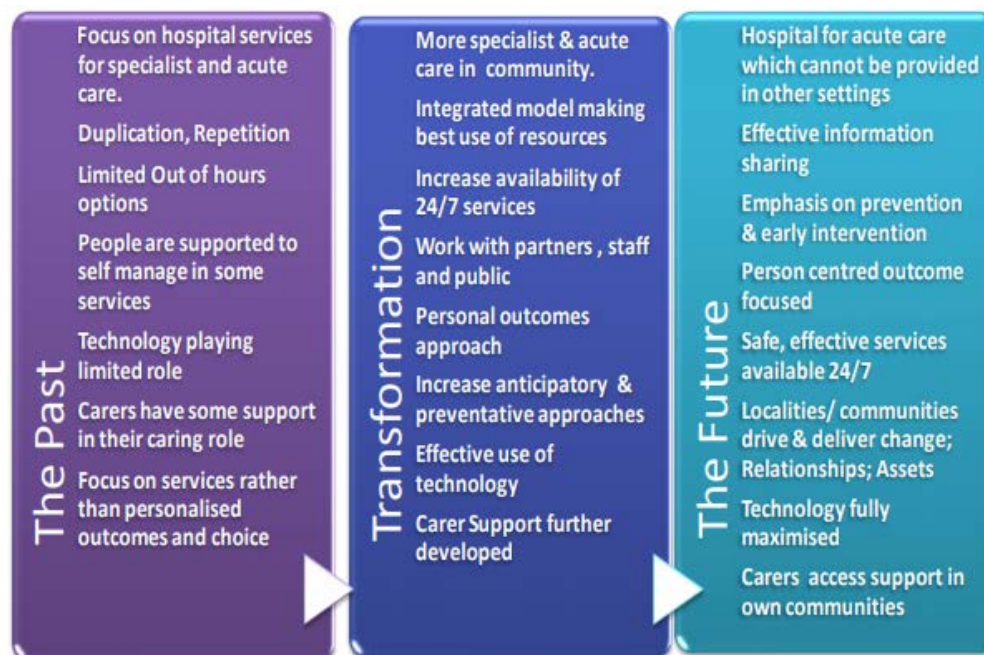 The Past
Focus on hospital services
for specialist and acute
care.
Duplication, Repetition
Limited Out of hours
options
People are supported to
self manage in some
services
Technology playing
limited role
Carers have some support
in their caring role
Focus on services rather
than personalised
outcomes and choice
Transformation
More specialist & acute
care in community.
Integrated model making
best use of resources
Increase availability of
24/7 services
Work with partners , staff
and public
Personal outcomes
approach
Increase anticipatory &
preventative approaches
Effective use of
technology
Carer Support further
developed
The Future
Hospital for acute care
which cannot be provided
in other settings
Effective information
sharing
Emphasis on prevention
& early intervention
Person centred outcome
focused
Safe, effective services
available 24/7
Localities/ communities
drive & deliver change;
Relationships; Assets
Technology fully
maximised
Carers access support in
own communities